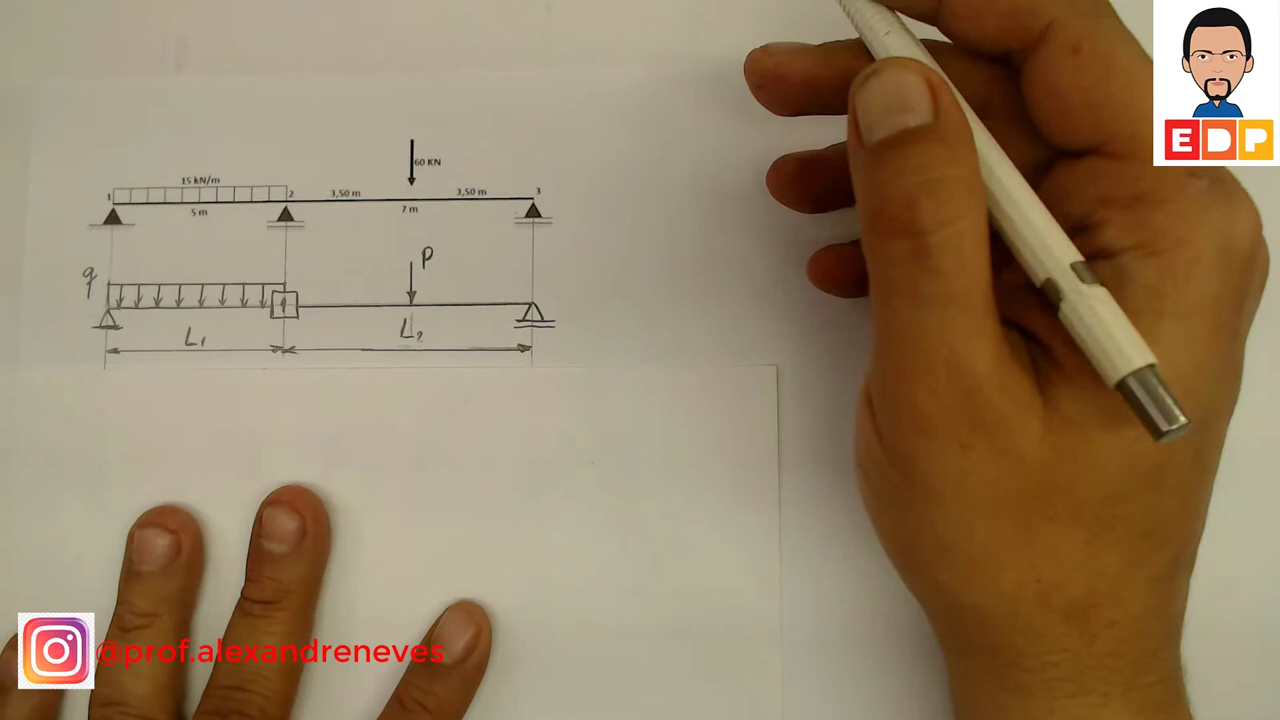 60 KN
15 kN/m
1 2 3,50 m 3,50 m 3
5 m 7 m
q P
L₁ L₂
EDP
@prof.alexandreneves